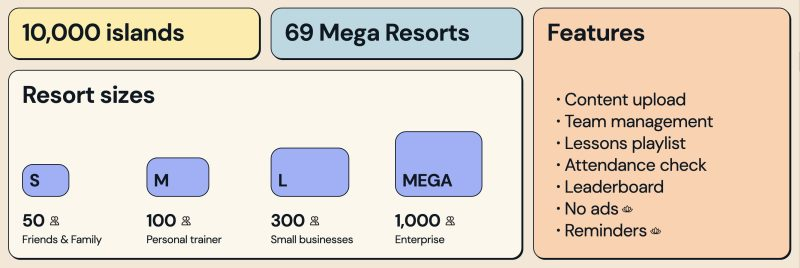 10,000 islands
69 Mega Resorts
Resort sizes
S
M
L
MEGA
50
100
300
1,000
Friends & Family
Personal trainer
Small businesses
Enterprise
Features
• Content upload
• Team management
• Lessons playlist
• Attendance check
• Leaderboard
• No ads
• Reminders